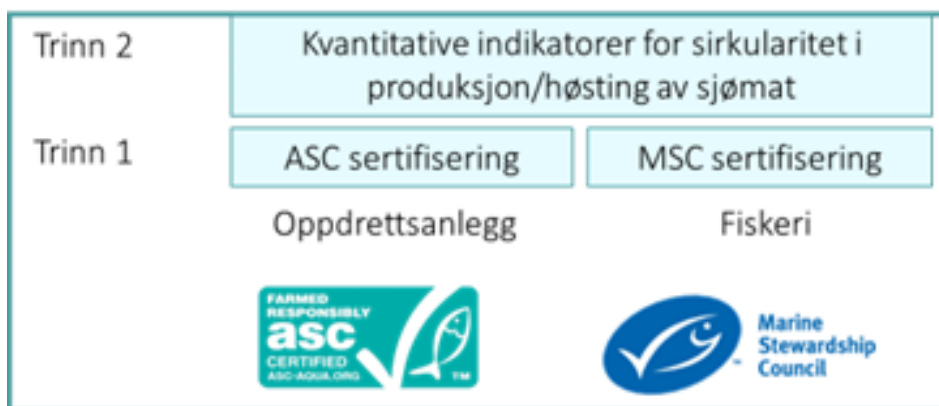 Trinn 2
Kvantitative indikatorer for sirkularitet i
produksjon/høsting av sjømat
Trinn 1
ASC sertifisering
MSC sertifisering
Oppdrettsanlegg
Fiskeri
FARMED
RESPONSIBLY
asc
CERTIFIED
ASC-AQUA.ORG
TM
Marine
Stewardship
Council